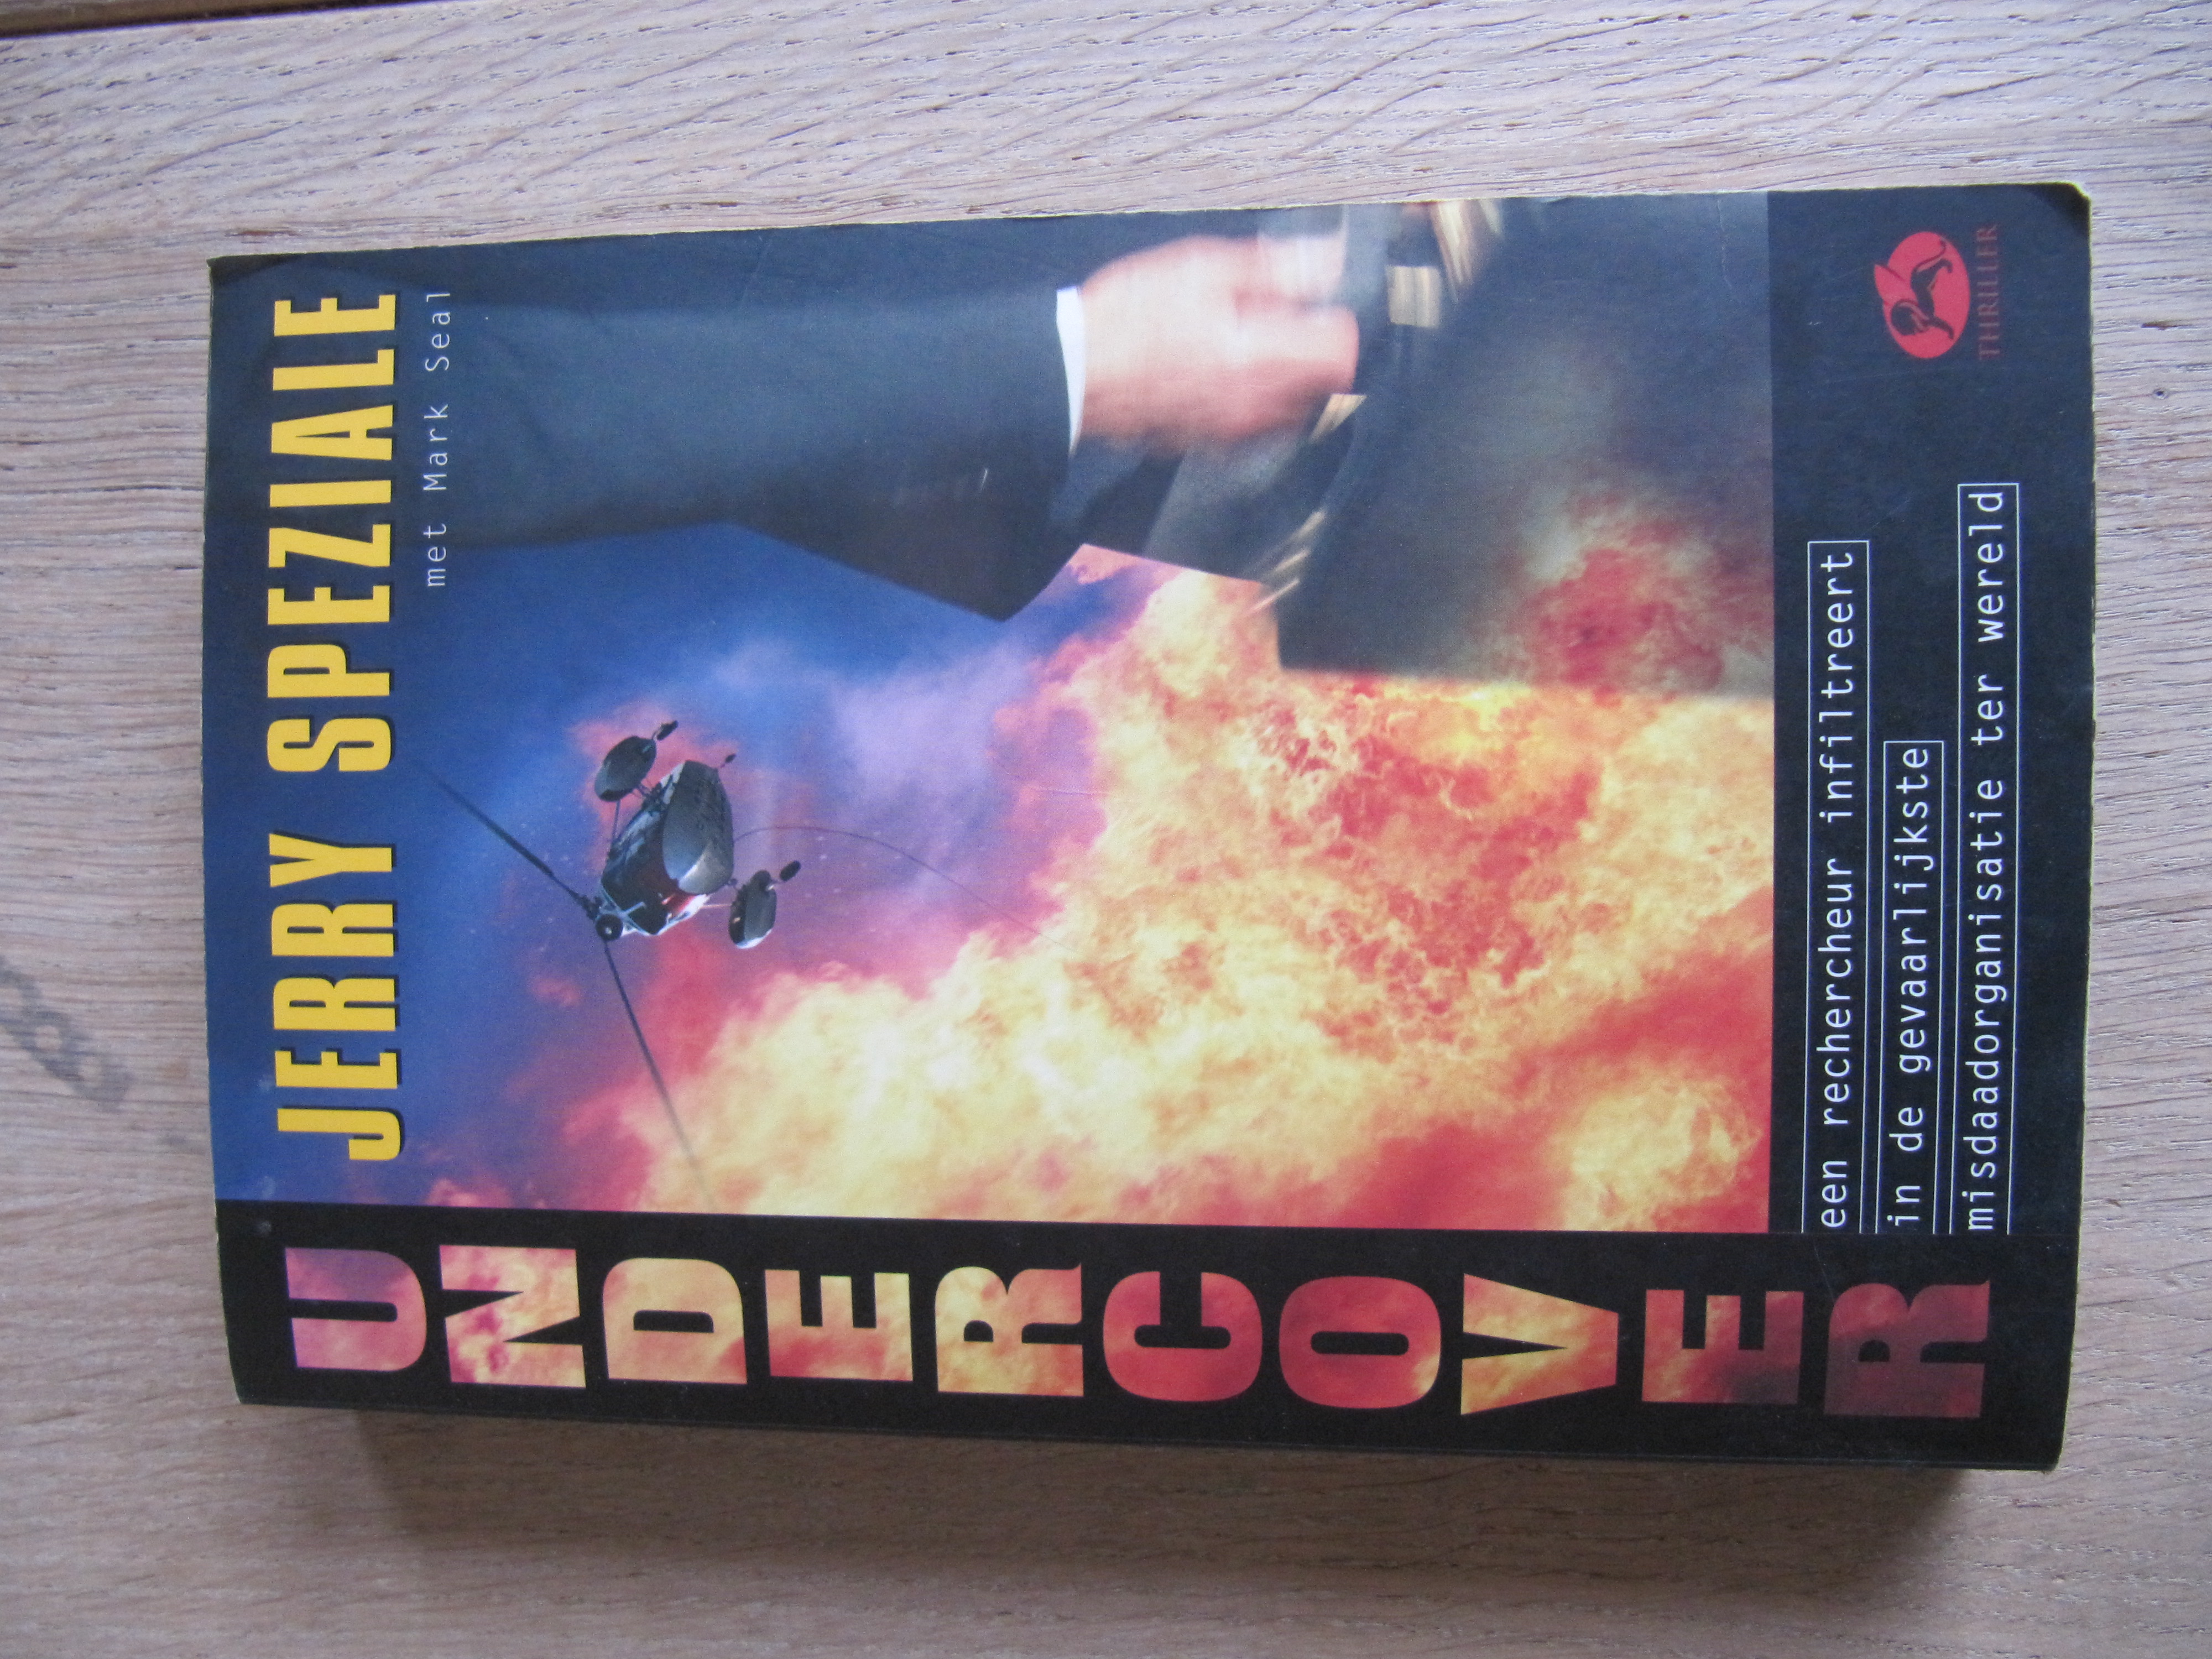 JERRY SPEZIALE
met Mark Seal
UNDERCOVER
een rechercheur infiltreert
in de gevaarlijkste
misdaadorganisatie ter wereld
THRILLER